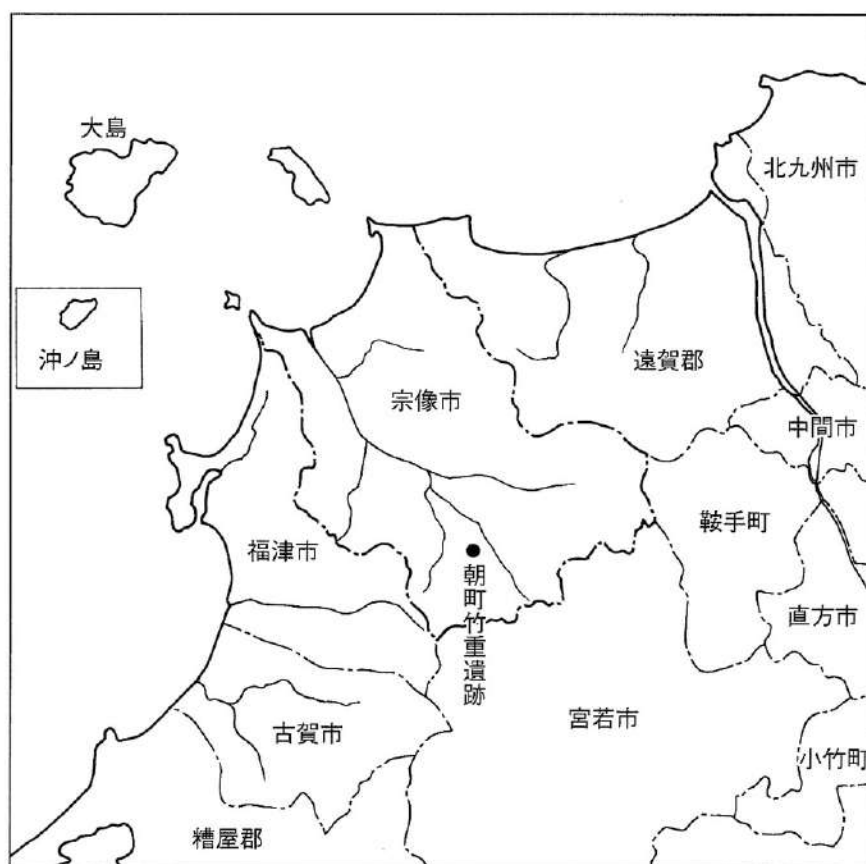 大島
北九州市
沖ノ島
遠賀郡
宗像市
中間市
鞍手町
福津市
朝町竹重遺跡
直方市
宮若市
古賀市
小竹町
糟屋郡